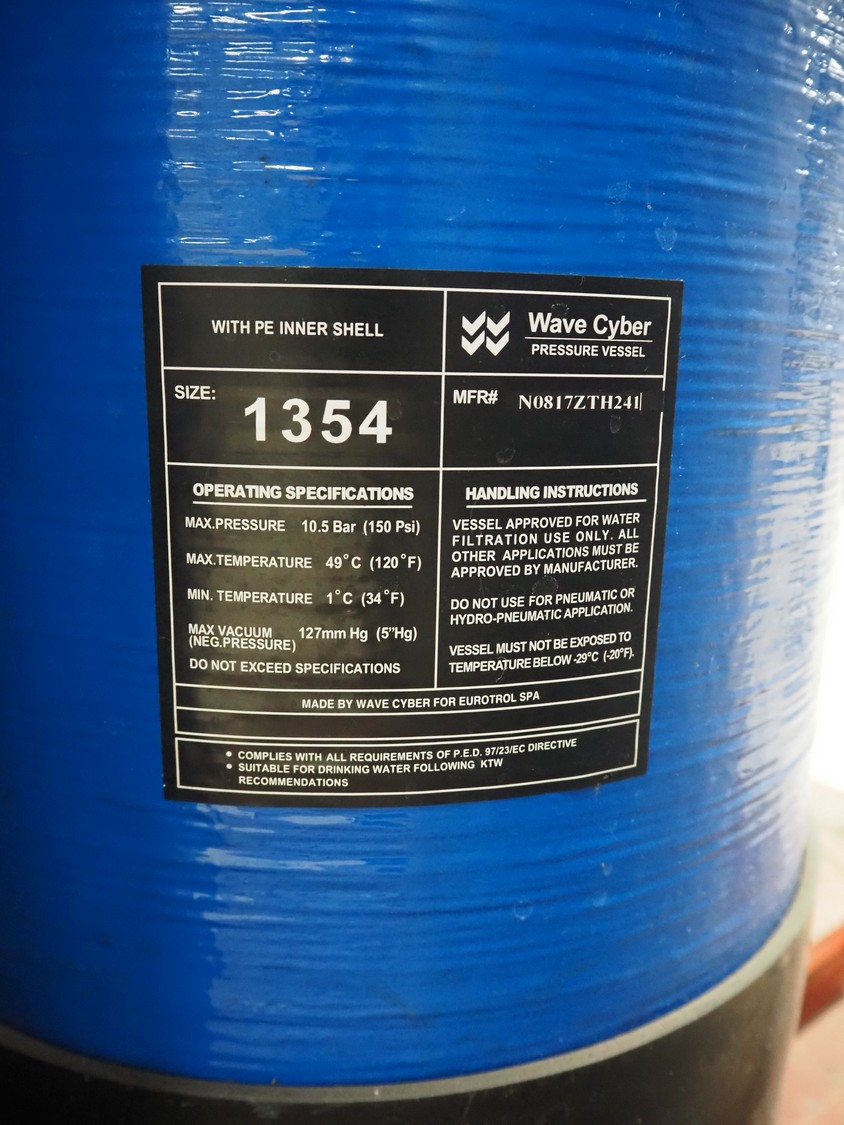 WITH PE INNER SHELL
Wave Cyber
PRESSURE VESSEL
SIZE:
1354
MFR# N0817ZTH241
OPERATING SPECIFICATIONS
MAX.PRESSURE 10.5 Bar (150 Psi)
MAX.TEMPERATURE 49°C (120°F)
MIN. TEMPERATURE 1°C (34°F)
MAX VACUUM 127mm Hg (5"Hg)
(NEG.PRESSURE)
DO NOT EXCEED SPECIFICATIONS
HANDLING INSTRUCTIONS
VESSEL APPROVED FOR WATER
FILTRATION USE ONLY. ALL
OTHER APPLICATIONS MUST BE
APPROVED BY MANUFACTURER.
DO NOT USE FOR PNEUMATIC OR
HYDRO-PNEUMATIC APPLICATION.
VESSEL MUST NOT BE EXPOSED TO
TEMPERATURE BELOW -29°C (-20°F).
MADE BY WAVE CYBER FOR EUROTROL SPA
• COMPLIES WITH ALL REQUIREMENTS OF P.E.D. 97/23/EC DIRECTIVE
• SUITABLE FOR DRINKING WATER FOLLOWING KTW
RECOMMENDATIONS